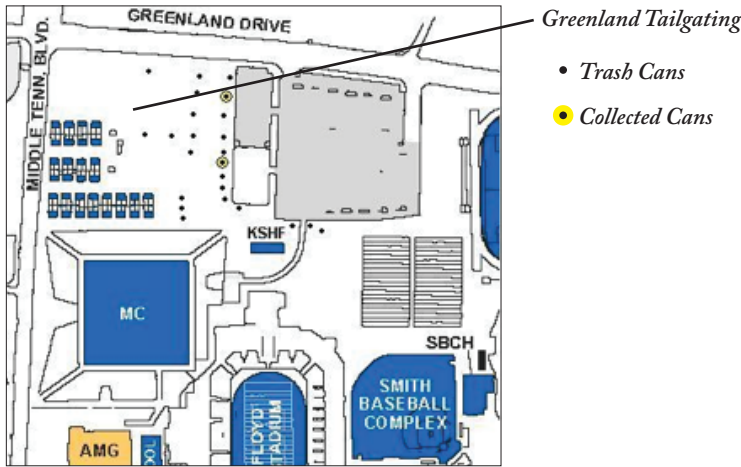 GREENLAND DRIVE
Greenland Tailgating
MIDDLE TENN. BLVD.
• Trash Cans
Collected Cans
KSHF
MC
SBCH
SMITH
BASEBALL
COMPLEX
FLOYD
AMG